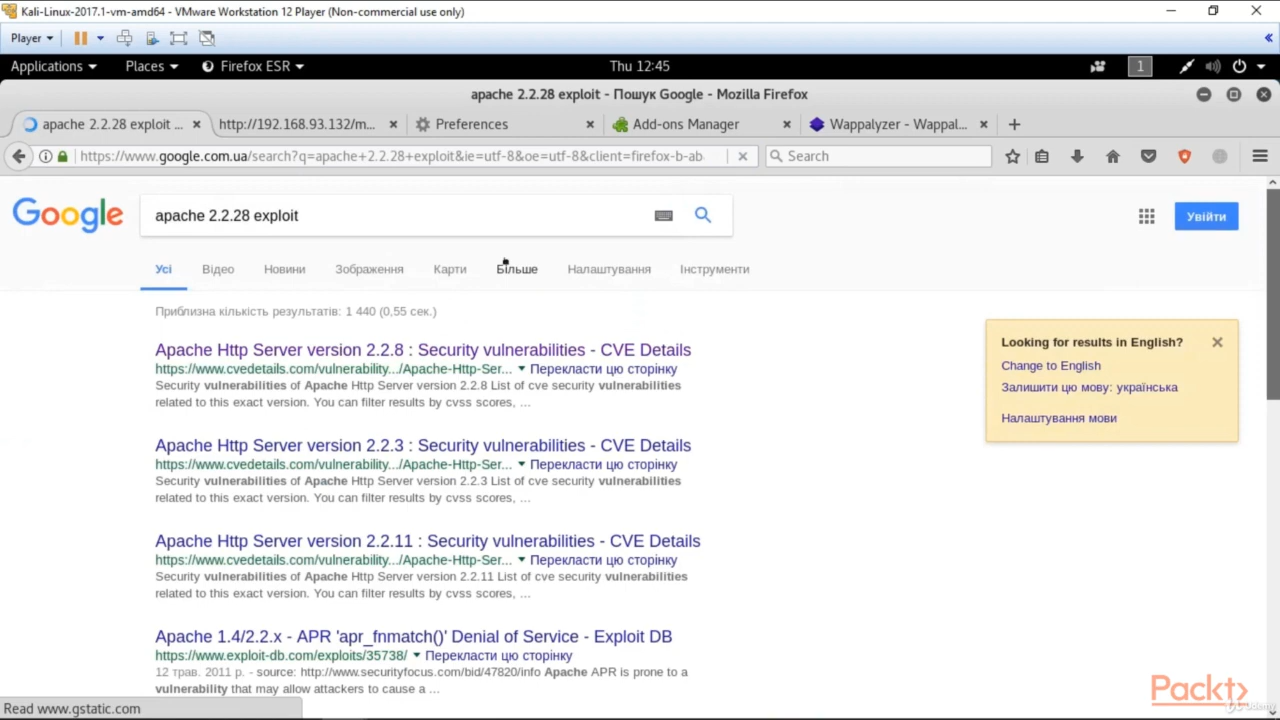 Kali-Linux-2017.1-vm-amd64 - VMware Workstation 12 Player (Non-commercial use only)
Player
Applications Places Firefox ESR Thu 12:45 1
apache 2.2.28 exploit - Пошук Google - Mozilla Firefox
apache 2.2.28 exploit ... http://192.168.93.132/m... Preferences Add-ons Manager Wappalyzer - Wappal...
https://www.google.com.ua/search?q=apache+2.2.28+exploit&ie=utf-8&oe=utf-8&client=firefox-b-ab Search
Google apache 2.2.28 exploit Увійти
Усі Відео Новини Зображення Карти Більше Налаштування Інструменти
Приблизна кількість результатів: 1 440 (0,55 сек.)
Apache Http Server version 2.2.8 : Security vulnerabilities - CVE Details
https://www.cvedetails.com/vulnerability.../Apache-Http-Ser... Перекласти цю сторінку
Security vulnerabilities of Apache Http Server version 2.2.8 List of cve security vulnerabilities
related to this exact version. You can filter results by cvss scores, ...
Apache Http Server version 2.2.3 : Security vulnerabilities - CVE Details
https://www.cvedetails.com/vulnerability.../Apache-Http-Ser... Перекласти цю сторінку
Security vulnerabilities of Apache Http Server version 2.2.3 List of cve security vulnerabilities
related to this exact version. You can filter results by cvss scores, ...
Apache Http Server version 2.2.11 : Security vulnerabilities - CVE Details
https://www.cvedetails.com/vulnerability.../Apache-Http-Ser... Перекласти цю сторінку
Security vulnerabilities of Apache Http Server version 2.2.11 List of cve security vulnerabilities
related to this exact version. You can filter results by cvss scores, ...
Apache 1.4/2.2.x - APR 'apr_fnmatch()' Denial of Service - Exploit DB
https://www.exploit-db.com/exploits/35738/ Перекласти цю сторінку
12 трав. 2011 р. - source: http://www.securityfocus.com/bid/47820/info Apache APR is prone to a
vulnerability that may allow attackers to cause a ...
Looking for results in English?
Change to English
Залишити цю мову: українська
Налаштування мови
Read www.gstatic.com
Packt
Udemy